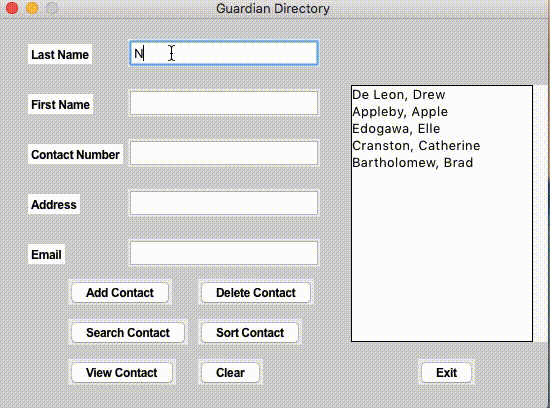 Guardian Directory
Last Name
N
First Name
Contact Number
Address
Email
De Leon, Drew
Appleby, Apple
Edogawa, Elle
Cranston, Catherine
Bartholomew, Brad
Add Contact
Delete Contact
Search Contact
Sort Contact
View Contact
Clear
Exit